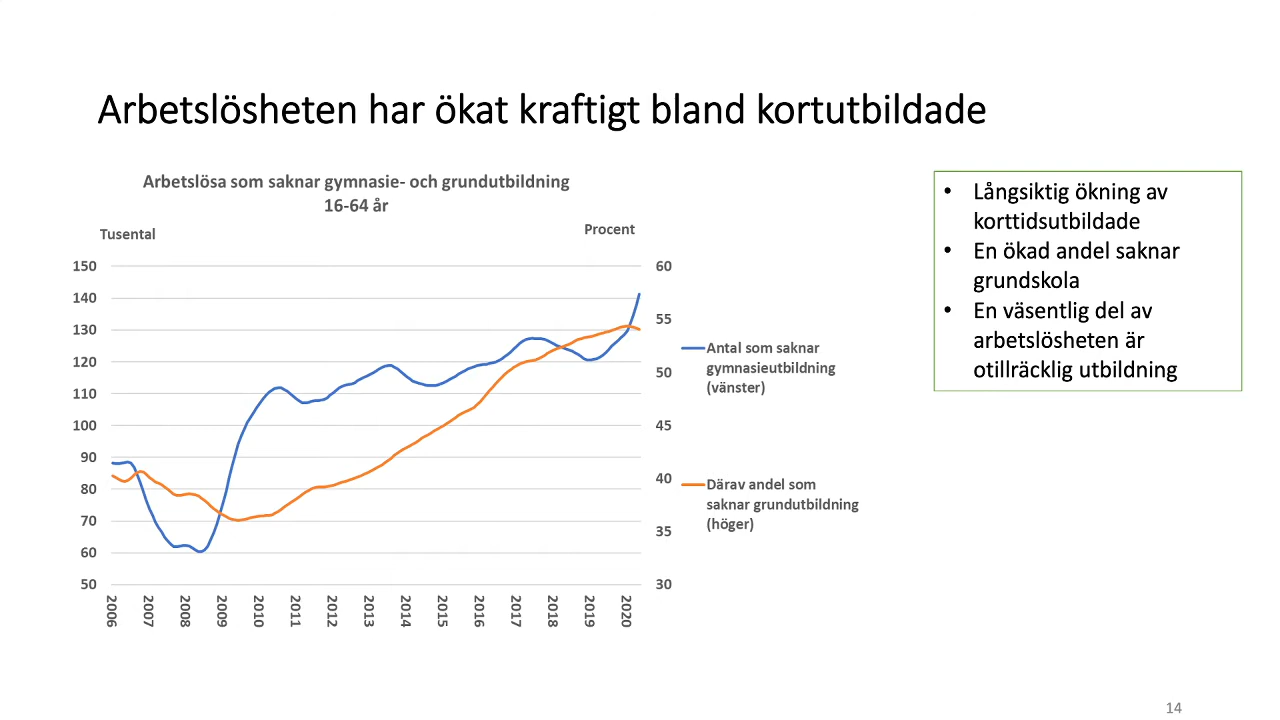 Arbetslösheten har ökat kraftigt bland kortutbildade
Arbetslösa som saknar gymnasie- och grundutbildning
16-64 år
Tusental
Procent
150
140
130
120
110
100
90
80
70
60
50
60
55
50
45
40
35
30
2006
2007
2008
2009
2010
2011
2012
2013
2014
2015
2016
2017
2018
2019
2020
Antal som saknar
gymnasieutbildning
(vänster)
Därav andel som
saknar grundutbildning
(höger)
• Långsiktig ökning av
korttidsutbildade
• En ökad andel saknar
grundskola
• En väsentlig del av
arbetslösheten är
otillräcklig utbildning
14